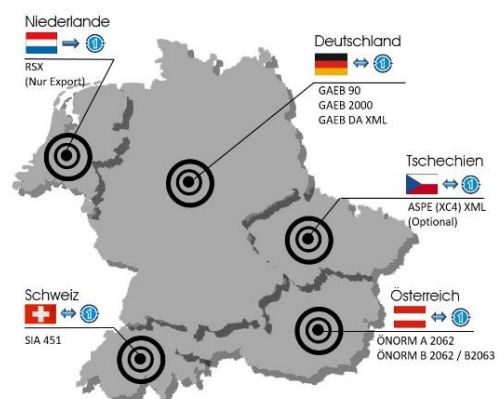 Niederlande
RSX
(Nur Export)
Deutschland
GAEB 90
GAEB 2000
GAEB DA XML
Tschechien
ASPE (XC4) XML
(Optional)
Schweiz
SIA 451
Österreich
ÖNORM A 2062
ÖNORM B 2062 / B2063